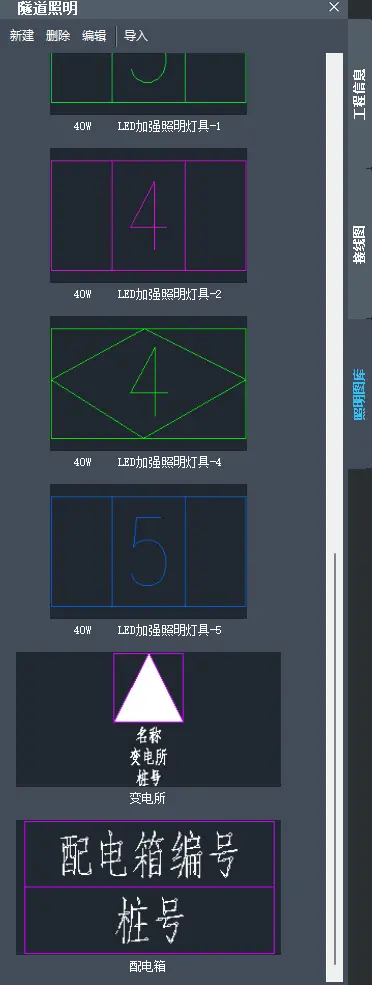 隧道照明
新建 删除 编辑 导入
5
40W LED加强照明灯具-1
4
40W LED加强照明灯具-2
4
40W LED加强照明灯具-4
5
40W LED加强照明灯具-5
名称
变电所
桩号
变电所
配电箱编号
桩号
配电箱
工程信息
接线图
照明图库